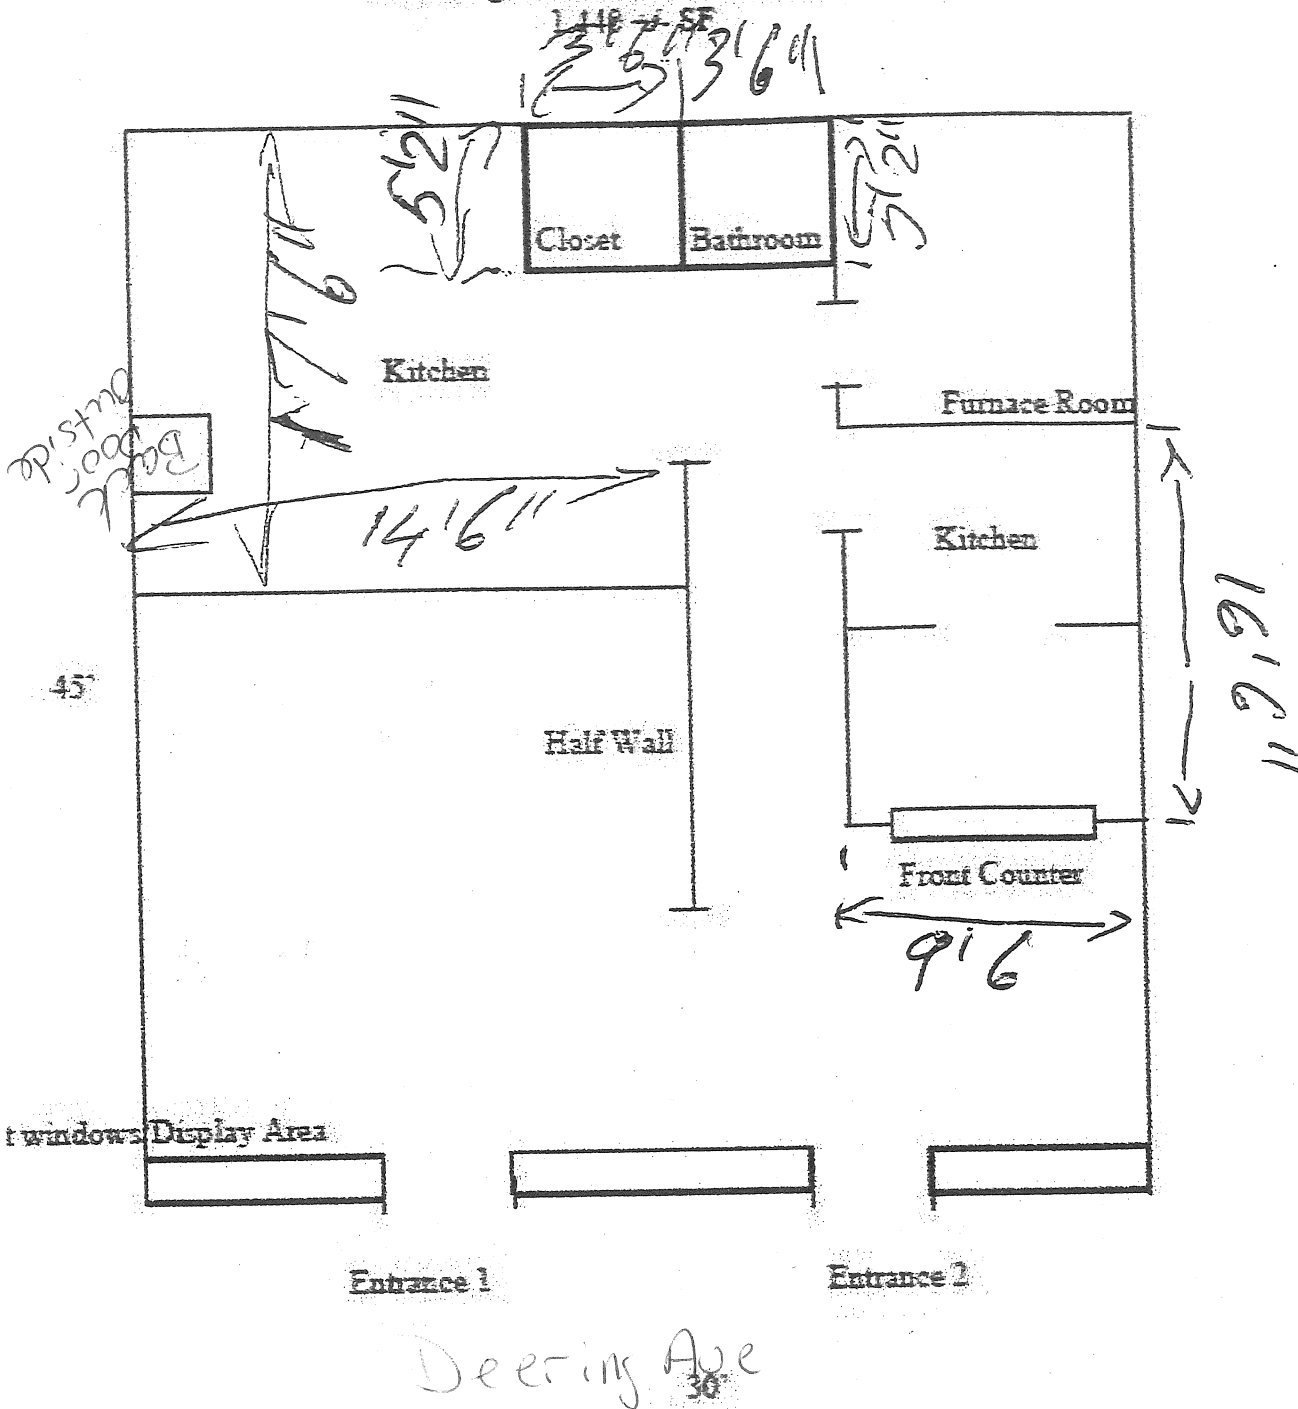 1,448 +/- SF
3'6"
3'6"
5'2"
5'2"
Closet
Bathroom
17'6"
Kitchen
Furnace Room
Back
Door
outside
14'6"
Kitchen
16'6"
45'
Half Wall
Front Counter
9'6
t windows Display Area
Entrance 1
Entrance 2
Deering Ave
30'